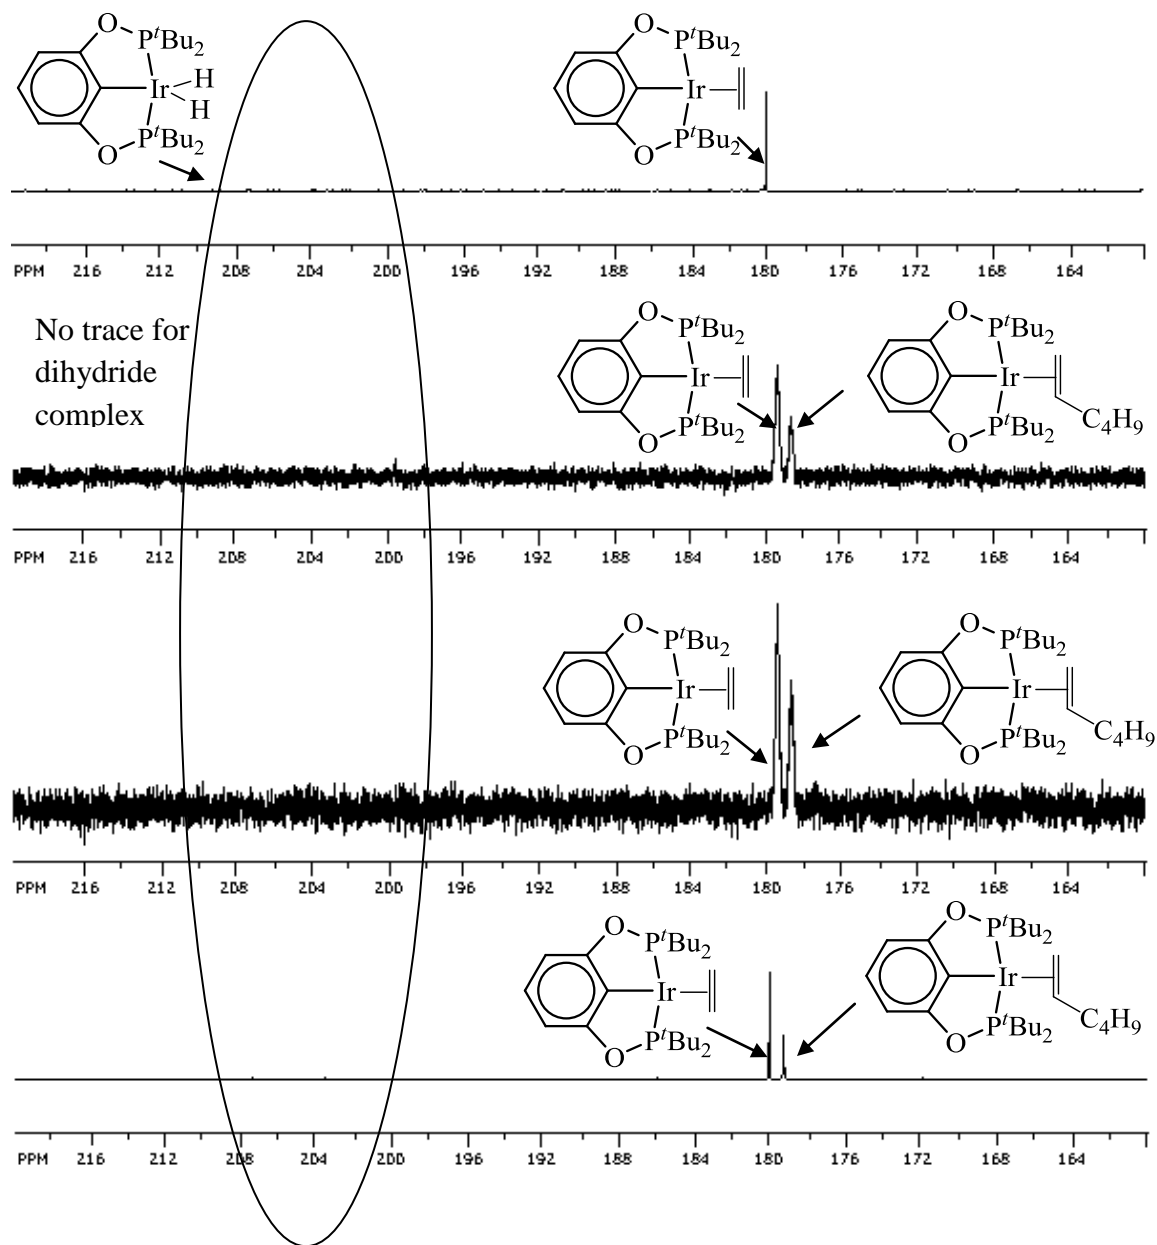 O
PᵗBu₂
Ir
H
H
O
PᵗBu₂
O
PᵗBu₂
Ir
O
PᵗBu₂
PPM 216 212 208 204 200 196 192 188 184 180 176 172 168 164
No trace for
dihydride
complex
O
PᵗBu₂
Ir
O
PᵗBu₂
O
PᵗBu₂
Ir
C₄H₉
O
PᵗBu₂
PPM 216 212 208 204 200 196 192 188 184 180 176 172 168 164
O
PᵗBu₂
Ir
O
PᵗBu₂
O
PᵗBu₂
Ir
C₄H₉
O
PᵗBu₂
PPM 216 212 208 204 200 196 192 188 184 180 176 172 168 164
O
PᵗBu₂
Ir
O
PᵗBu₂
O
PᵗBu₂
Ir
C₄H₉
O
PᵗBu₂
PPM 216 212 208 204 200 196 192 188 184 180 176 172 168 164